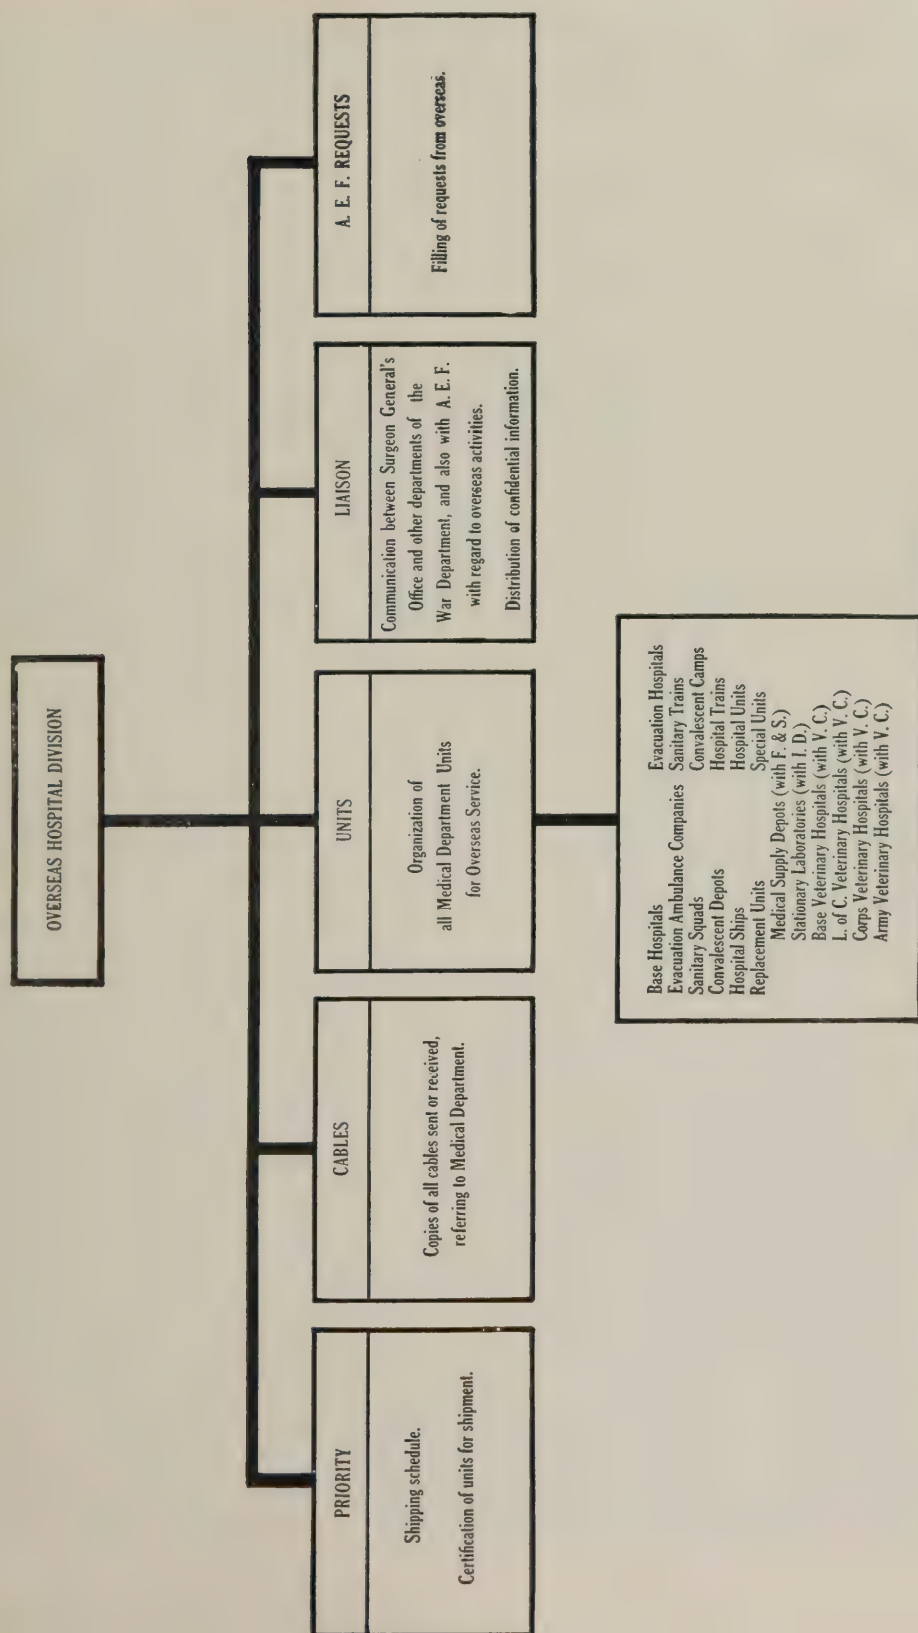 OVERSEAS HOSPITAL DIVISION
PRIORITY
Shipping schedule.
Certification of units for shipment.
CABLES
Copies of all cables sent or received,
referring to Medical Department.
UNITS
Organization of
all Medical Department Units
for Overseas Service.
LIAISON
Communication between Surgeon General's
Office and other departments of the
War Department, and also with A. E. F.
with regard to overseas activities.
Distribution of confidential information.
A. E. F. REQUESTS
Filling of requests from overseas.
Base Hospitals Evacuation Hospitals
Evacuation Ambulance Companies Sanitary Trains
Sanitary Squads Convalescent Camps
Convalescent Depots Hospital Trains
Hospital Ships Hospital Units
Replacement Units Special Units
Medical Supply Depots (with F. & S.)
Stationary Laboratories (with I. D.)
Base Veterinary Hospitals (with V. C.)
L. of C. Veterinary Hospitals (with V. C.)
Corps Veterinary Hospitals (with V. C.)
Army Veterinary Hospitals (with V. C.)